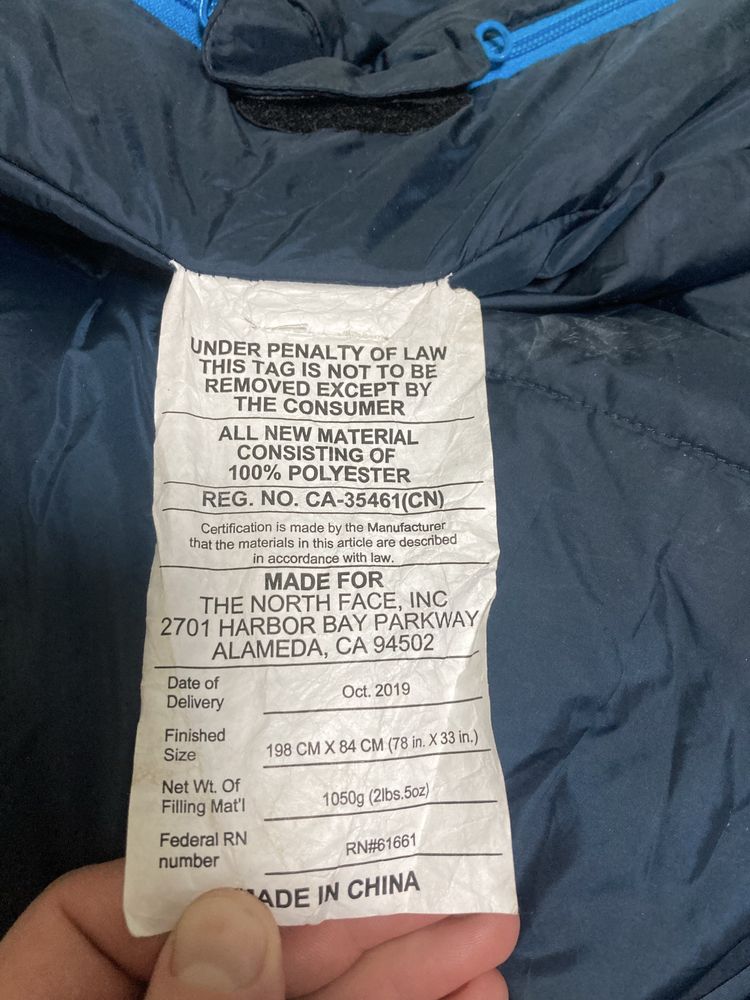 UNDER PENALTY OF LAW
THIS TAG IS NOT TO BE
REMOVED EXCEPT BY
THE CONSUMER
ALL NEW MATERIAL
CONSISTING OF
100% POLYESTER
REG. NO. CA-35461(CN)
Certification is made by the Manufacturer
that the materials in this article are described
in accordance with law.
MADE FOR
THE NORTH FACE, INC
2701 HARBOR BAY PARKWAY
ALAMEDA, CA 94502
Date of
Delivery
Oct. 2019
Finished
Size
198 CM X 84 CM (78 in. X 33 in.)
Net Wt. Of
Filling Mat'l
1050g (2lbs.5oz)
Federal RN
number
RN#61661
MADE IN CHINA